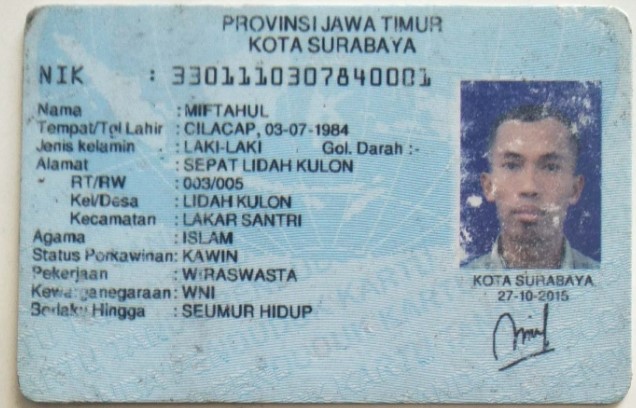 PROVINSI JAWA TIMUR
KOTA SURABAYA
NIK : 3301110307840001
Nama : MIFTAHUL
Tempat/Tgl Lahir : CILACAP, 03-07-1984
Jenis kelamin : LAKI-LAKI Gol. Darah :-
Alamat : SEPAT LIDAH KULON
RT/RW : 003/005
Kel/Desa : LIDAH KULON
Kecamatan : LAKAR SANTRI
Agama : ISLAM
Status Perkawinan: KAWIN
Pekerjaan : WIRASWASTA
Kewarganegaraan: WNI
Berlaku Hingga : SEUMUR HIDUP
KOTA SURABAYA
27-10-2015